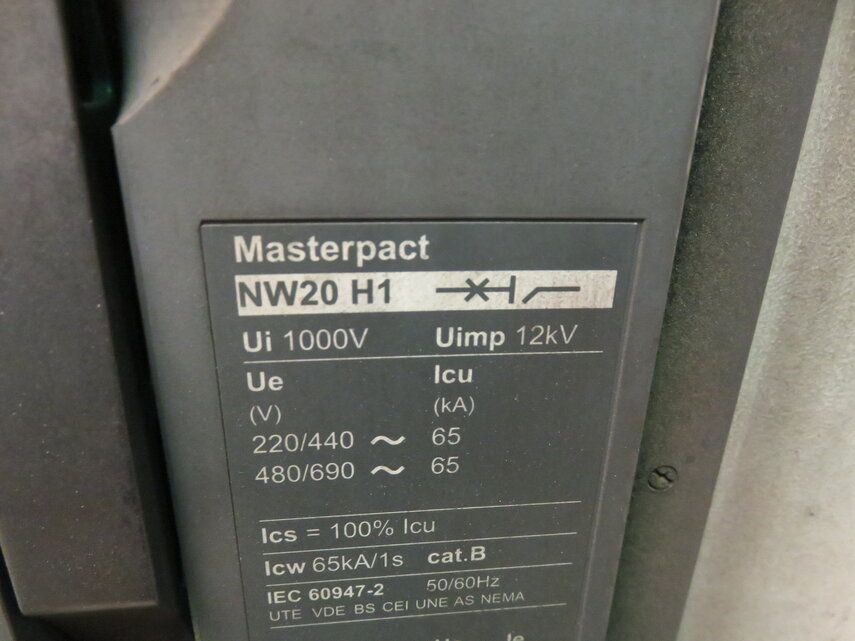 Masterpact
NW20 H1
Ui 1000V Uimp 12kV
Ue Icu
(V) (kA)
220/440 ~ 65
480/690 ~ 65
Ics = 100% Icu
Icw 65kA/1s cat.B
IEC 60947-2 50/60Hz
UTE VDE BS CEI UNE AS NEMA
Ie